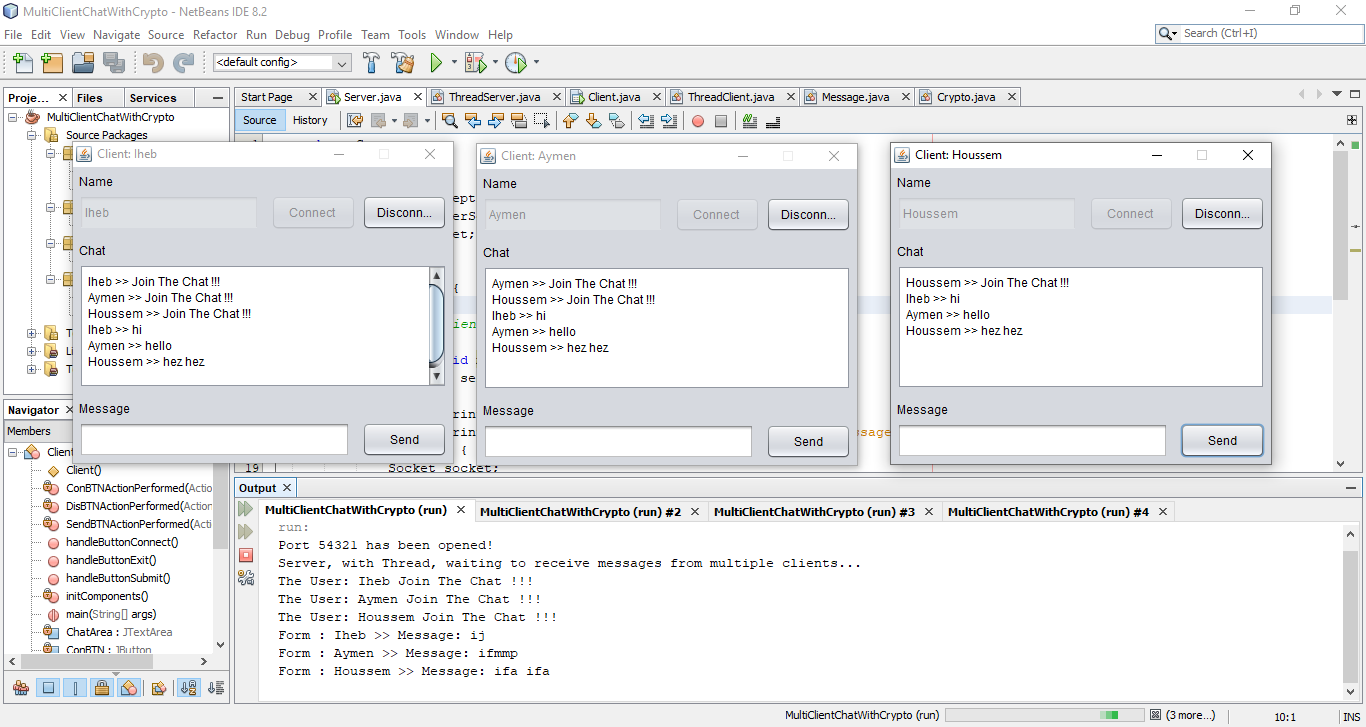 MultiClientChatWithCrypto - NetBeans IDE 8.2
File Edit View Navigate Source Refactor Run Debug Profile Team Tools Window Help
Search (Ctrl+I)
<default config>
Proje... Files Services
Start Page Server.java ThreadServer.java Client.java ThreadClient.java Message.java Crypto.java
Source History
MultiClientChatWithCrypto
Source Packages
Client: Iheb
Name
Iheb Connect Disconn...
Chat
Iheb >> Join The Chat !!!
Aymen >> Join The Chat !!!
Houssem >> Join The Chat !!!
Iheb >> hi
Aymen >> hello
Houssem >> hez hez
Message
Send
Client: Aymen
Name
Aymen Connect Disconn...
Chat
Aymen >> Join The Chat !!!
Houssem >> Join The Chat !!!
Iheb >> hi
Aymen >> hello
Houssem >> hez hez
Message
Send
Client: Houssem
Name
Houssem Connect Disconn...
Chat
Houssem >> Join The Chat !!!
Iheb >> hi
Aymen >> hello
Houssem >> hez hez
Message
Send
19 Socket socket;
Navigator
Members
Client
Client()
ConBTNActionPerformed(Actio
DisBTNActionPerformed(Action
SendBTNActionPerformed(Acti
handleButtonConnect()
handleButtonExit()
handleButtonSubmit()
initComponents()
main(String[] args)
ChatArea : JTextArea
ConBTN : JButton
Output
MultiClientChatWithCrypto (run) MultiClientChatWithCrypto (run) #2 MultiClientChatWithCrypto (run) #3 MultiClientChatWithCrypto (run) #4
run:
Port 54321 has been opened!
Server, with Thread, waiting to receive messages from multiple clients...
The User: Iheb Join The Chat !!!
The User: Aymen Join The Chat !!!
The User: Houssem Join The Chat !!!
Form : Iheb >> Message: ij
Form : Aymen >> Message: ifmmp
Form : Houssem >> Message: ifa ifa
MultiClientChatWithCrypto (run) (3 more...) 10:1 INS